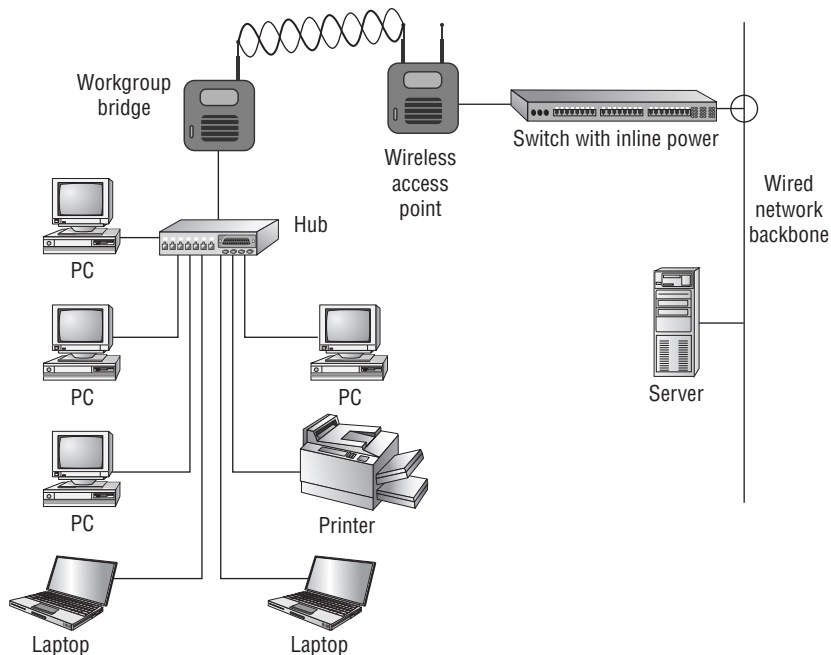 Workgroup
bridge
Wireless
access
point
Switch with inline power
Wired
network
backbone
Hub
PC
PC
PC
PC
Server
Printer
Laptop
Laptop